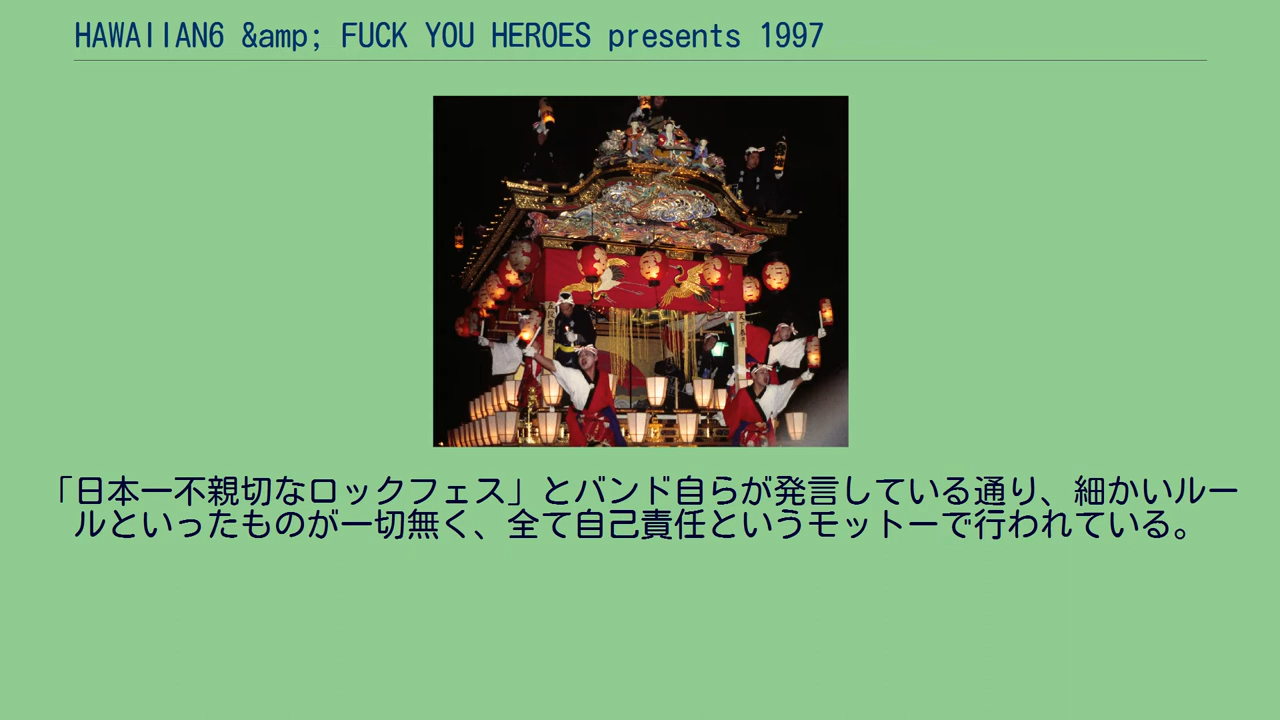 HAWAIIAN6 &amp; FUCK YOU HEROES presents 1997
「日本一不親切なロックフェス」とバンド自らが発言している通り、細かいルー
ルといったものが一切無く、全て自己責任というモットーで行われている。